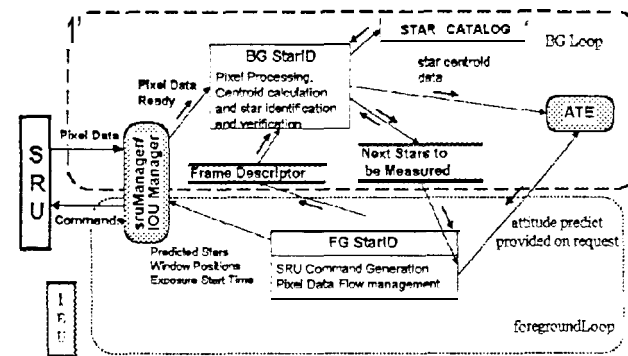 STAR CATALOG
BG Loop
BG StarID
Pixel Processing,
Centroid calculation
and star identification
and verification
Pixel Data
Ready
star centroid
data
ATE
Pixel Data
SRU
sruManager/
IOU Manager
Frame Descriptor
Next Stars to
be Measured
Command
attitude predict
provided on request
Predicted Stars
Window Positions
Exposure Start Time
FG StarID
SRU Command Generation
Pixel Data Flow management
foregroundLoop